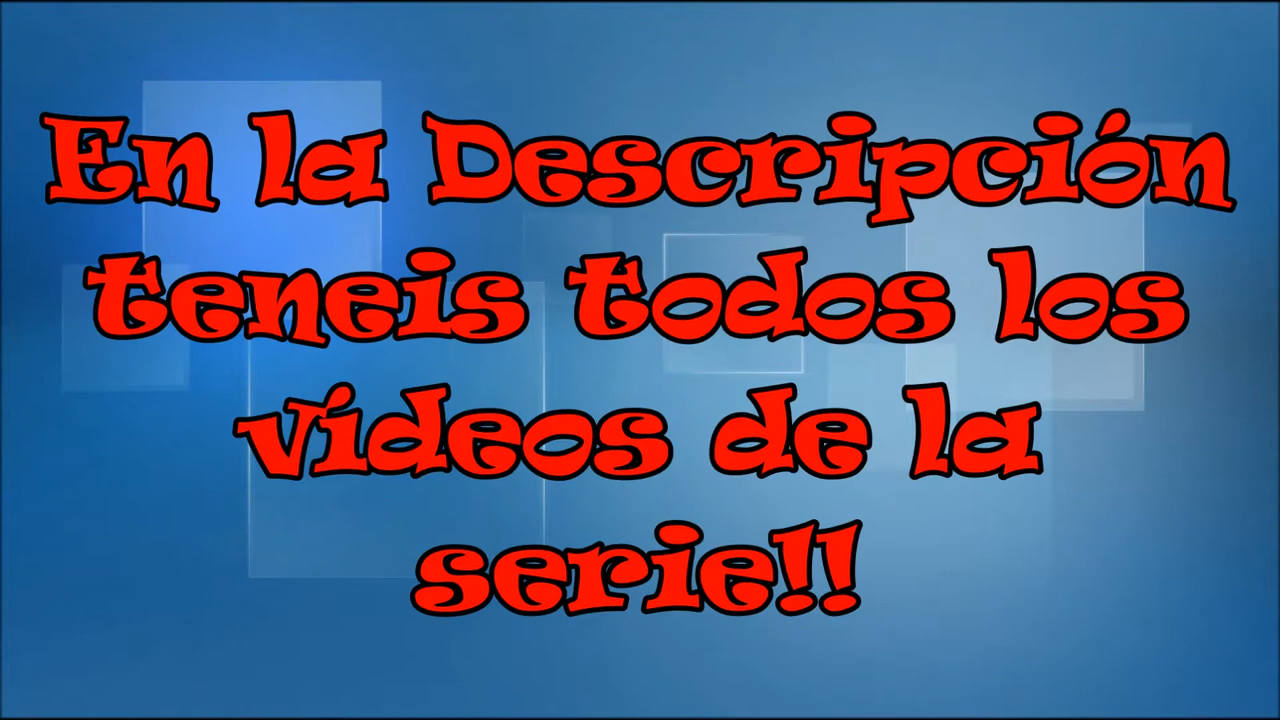 En la Descripción
teneis todos los
vídeos de la
serie!!